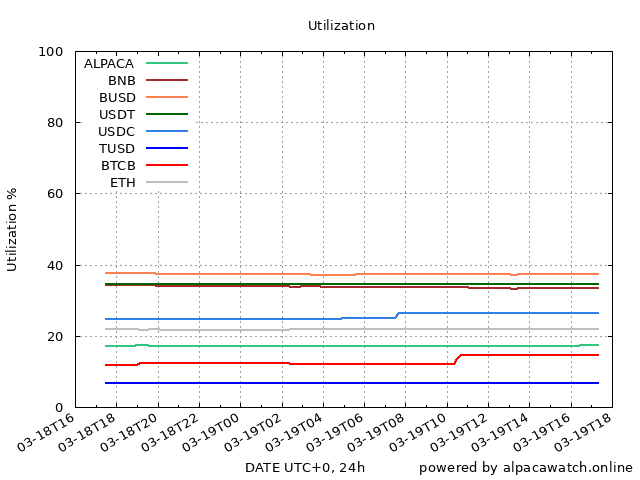 Utilization
100
80
60
40
20
0
Utilization %
ALPACA
BNB
BUSD
USDT
USDC
TUSD
BTCB
ETH
03-18T16
03-18T18
03-18T20
03-18T22
03-19T00
03-19T02
03-19T04
03-19T06
03-19T08
03-19T10
03-19T12
03-19T14
03-19T16
03-19T18
DATE UTC+0, 24h
powered by alpacawatch.online